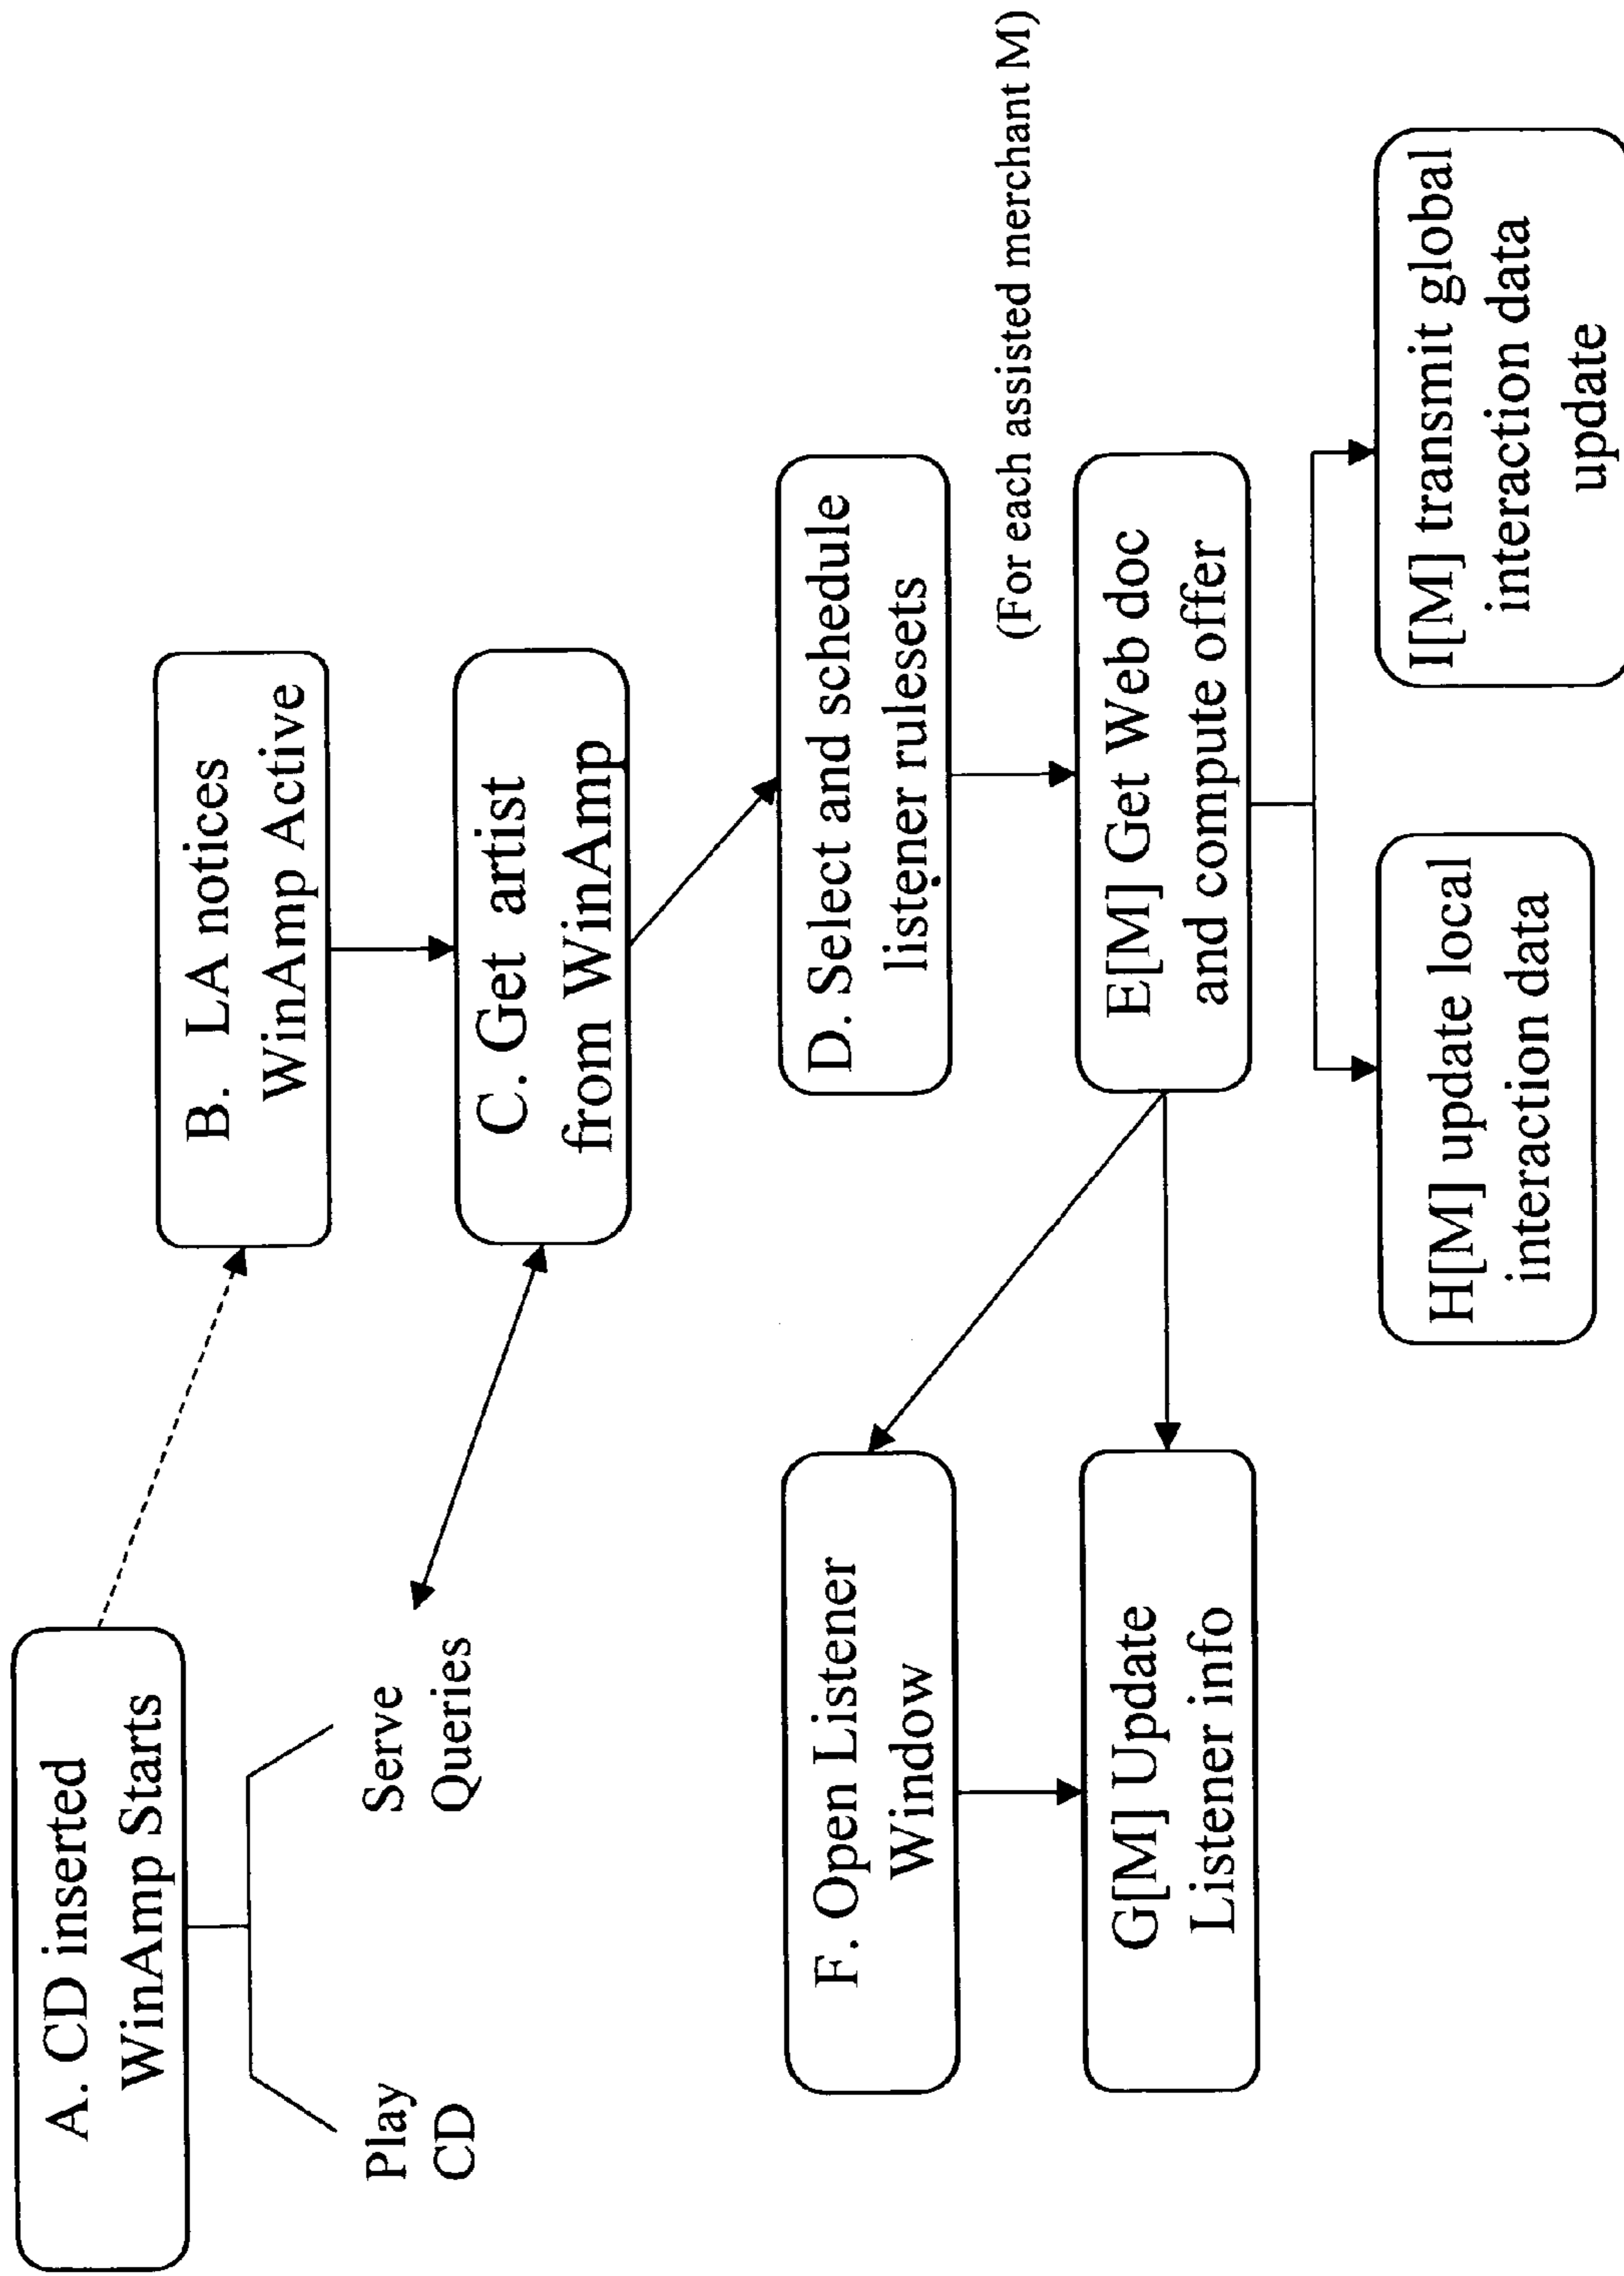 A. CD inserted
WinAmp Starts
Play
CD
Serve
Queries
B. LA notices
WinAmp Active
C. Get artist
from WinAmp
D. Select and schedule
listener rulesets
(For each assisted merchant M)
E[M] Get Web doc
and compute offer
F. Open Listener
Window
G[M] Update
Listener info
H[M] update local
interaction data
I[M] transmit global
interaction data
update